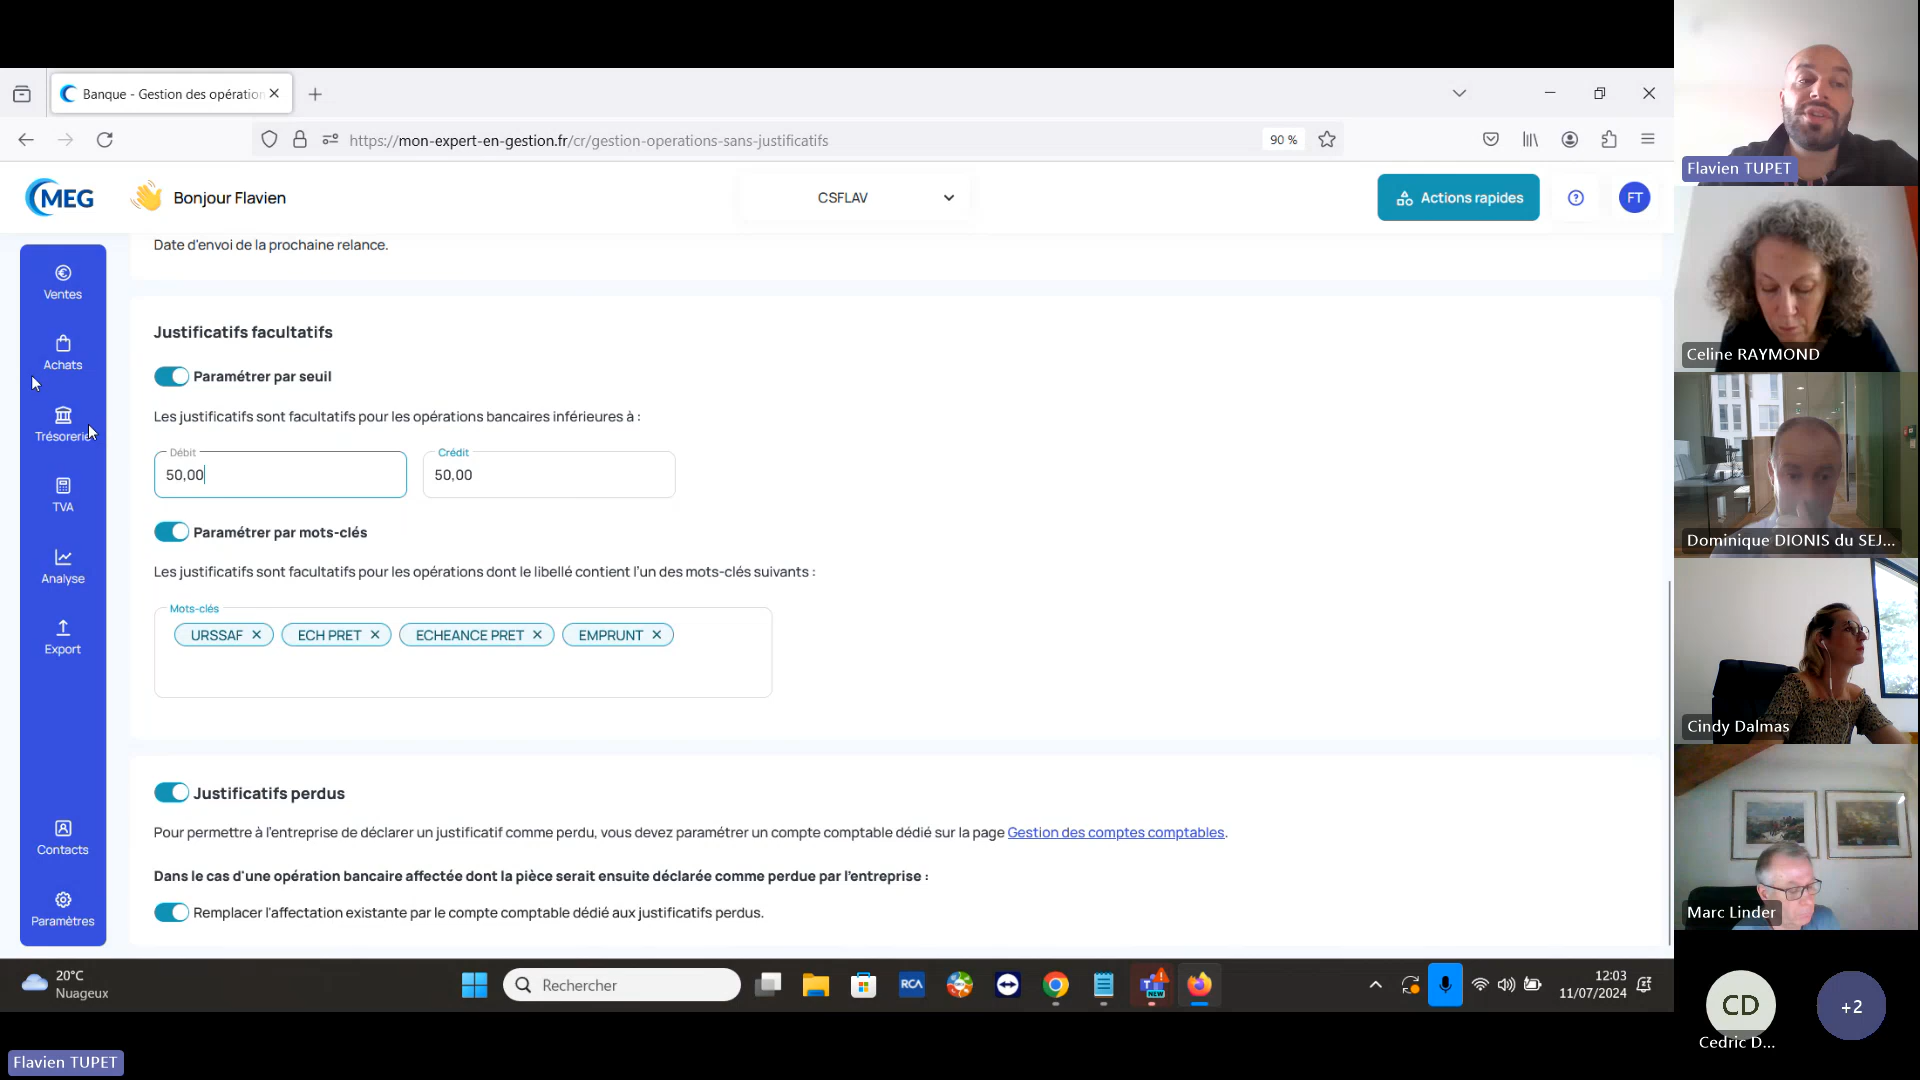 Banque - Gestion des opération
https://mon-expert-en-gestion.fr/cr/gestion-operations-sans-justificatifs
90 %
MEG
Bonjour Flavien
CSFLAV
Actions rapides
FT
Ventes
Achats
Trésorerie
TVA
Analyse
Export
Contacts
Paramètres
Date d'envoi de la prochaine relance.
Justificatifs facultatifs
Paramétrer par seuil
Les justificatifs sont facultatifs pour les opérations bancaires inférieures à :
Débit
50,00
Crédit
50,00
Paramétrer par mots-clés
Les justificatifs sont facultatifs pour les opérations dont le libellé contient l'un des mots-clés suivants :
Mots-clés
URSSAF
ECH PRET
ECHEANCE PRET
EMPRUNT
Justificatifs perdus
Pour permettre à l'entreprise de déclarer un justificatif comme perdu, vous devez paramétrer un compte comptable dédié sur la page Gestion des comptes comptables.
Dans le cas d'une opération bancaire affectée dont la pièce serait ensuite déclarée comme perdue par l'entreprise :
Remplacer l'affectation existante par le compte comptable dédié aux justificatifs perdus.
20°C
Nuageux
Rechercher
RCA
NEW
12:03
11/07/2024
Flavien TUPET
Flavien TUPET
Celine RAYMOND
Dominique DIONIS du SEJ...
Cindy Dalmas
Marc Linder
CD
Cedric D...
+2